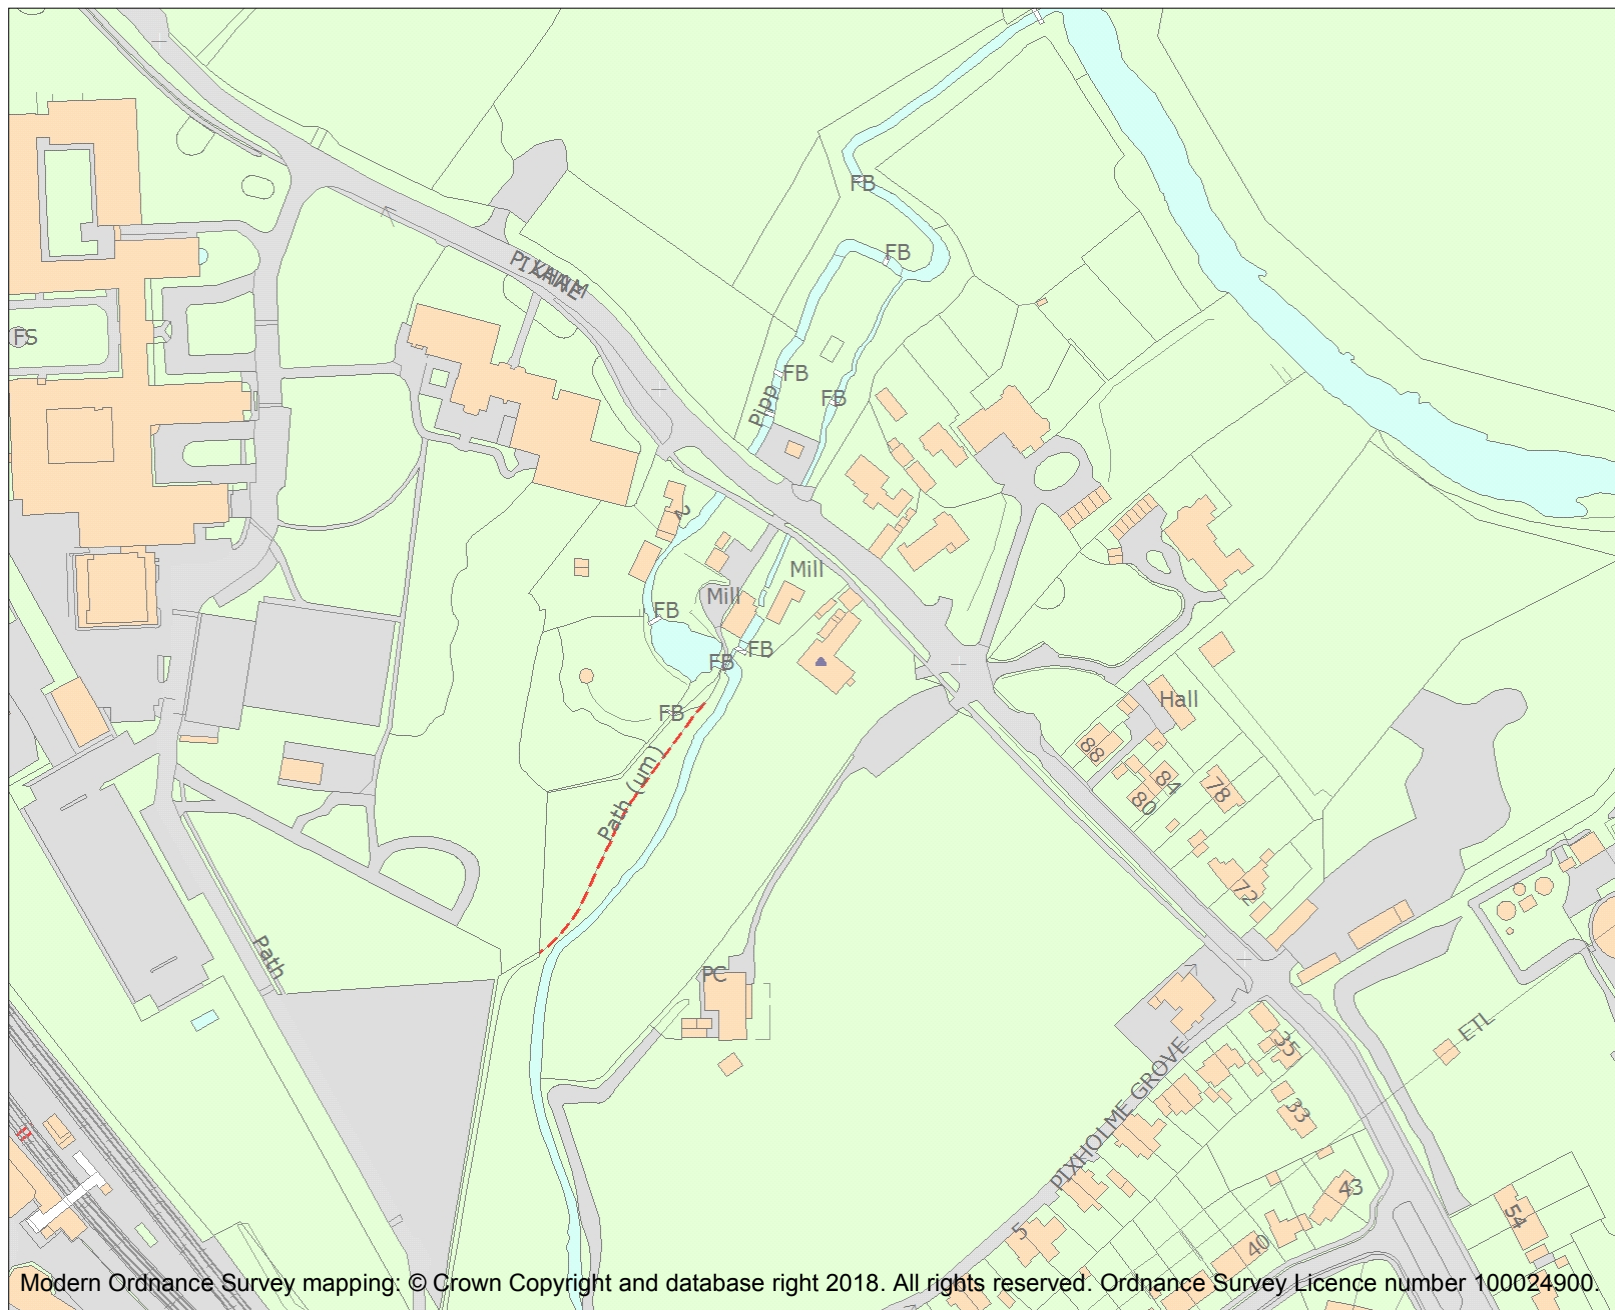 FB
FB
PIXHAM
LANE
FS
FB
FB
Pipp
2
Mill
Mill
FB
FB
FB
FB
Hall
88
84
78
80
Path (um)
72
Path
PC
ETL
35
33
PIXHOLME GROVE
43
54
5
40
Modern Ordnance Survey mapping: © Crown Copyright and database right 2018. All rights reserved. Ordnance Survey Licence number 100024900.